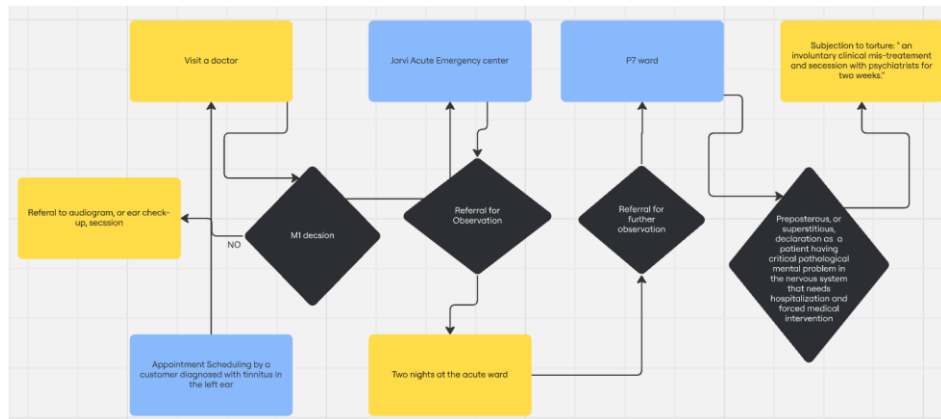 Visit a doctor
Jorvi Acute Emergency center
P7 ward
Subjection to torture: " an
involuntary clinical mis-treatement
and secession with psychiatrists for
two weeks."
Referal to audiogram, or ear check-
up, secssion
NO
M1 decsion
Referral for
Observation
Referral for
further
observation
Preposterous, or
superstitious,
declaration as a
patient having
critical pathological
mental problem in
the nervous system
that needs
hospitalization and
forced medical
intervention
Appointment Scheduling by a
customer diagnosed with tinnitus in
the left ear
Two nights at the acute ward